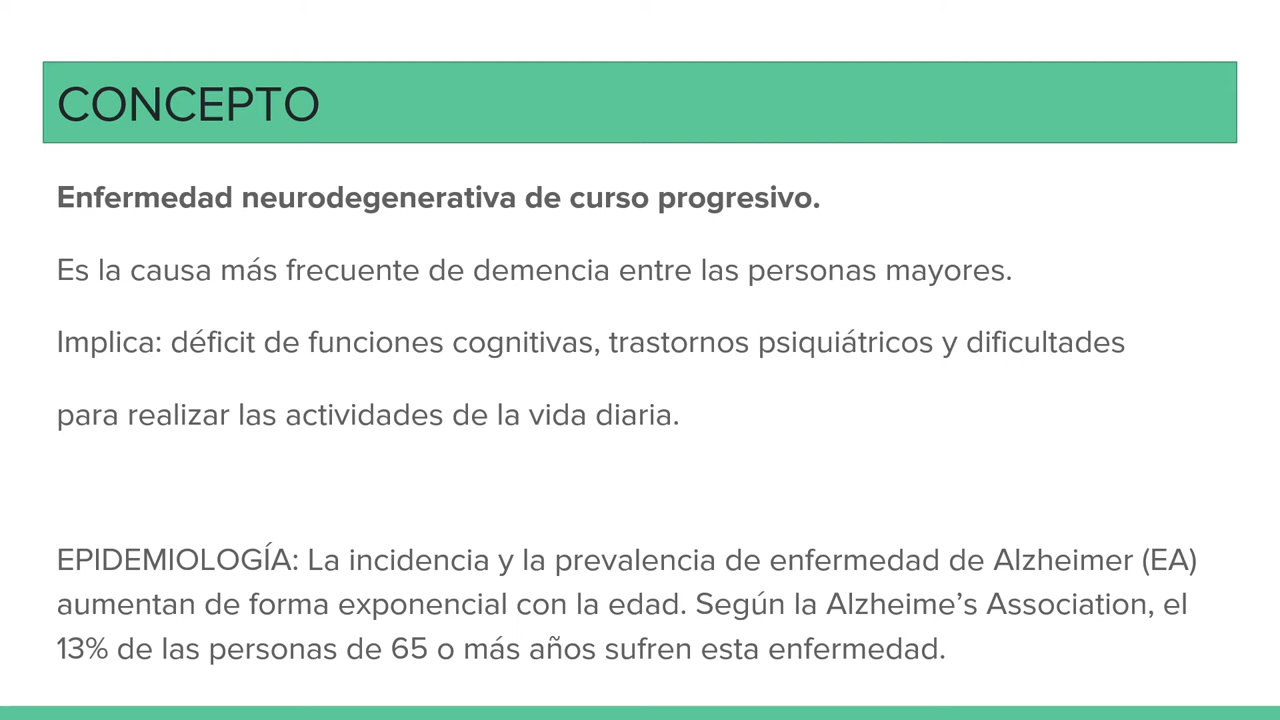 CONCEPTO
Enfermedad neurodegenerativa de curso progresivo.
Es la causa más frecuente de demencia entre las personas mayores.
Implica: déficit de funciones cognitivas, trastornos psiquiátricos y dificultades
para realizar las actividades de la vida diaria.
EPIDEMIOLOGÍA: La incidencia y la prevalencia de enfermedad de Alzheimer (EA)
aumentan de forma exponencial con la edad. Según la Alzheime’s Association, el
13% de las personas de 65 o más años sufren esta enfermedad.